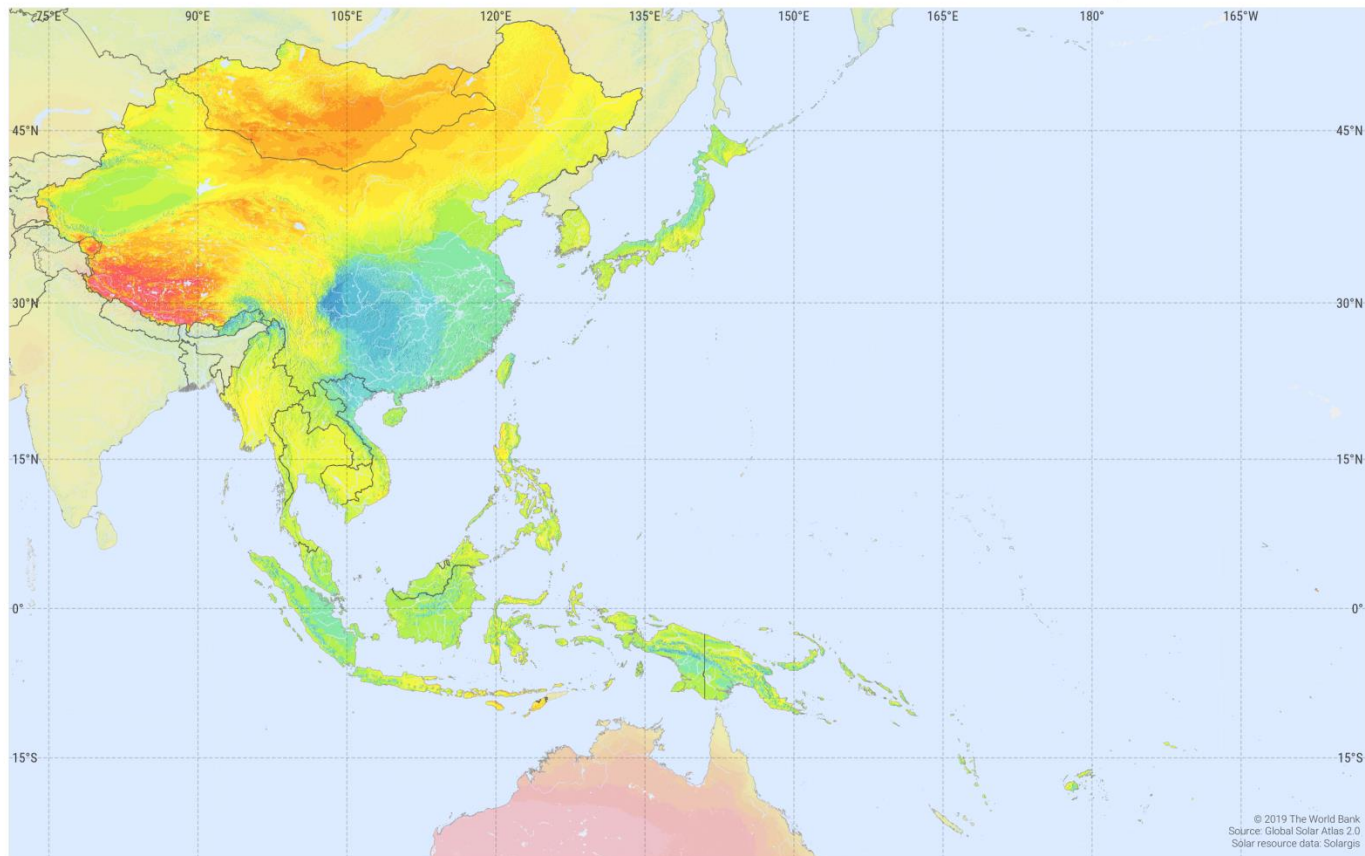 75°E 90°E 105°E 120°E 135°E 150°E 165°E 180° 165°W
45°N 45°N
30°N 30°N
15°N 15°N
0° 0°
15°S 15°S
© 2019 The World Bank
Source: Global Solar Atlas 2.0
Solar resource data: Solargis